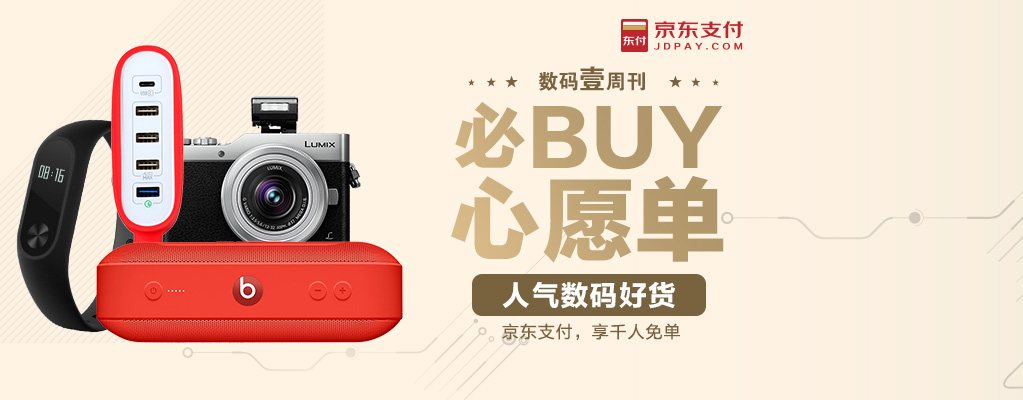 东付 京东支付
JDPAY.COM
数码壹周刊
必BUY
心愿单
人气数码好货
京东支付，享千人免单
08:16
LUMIX
LUMIX
L
b